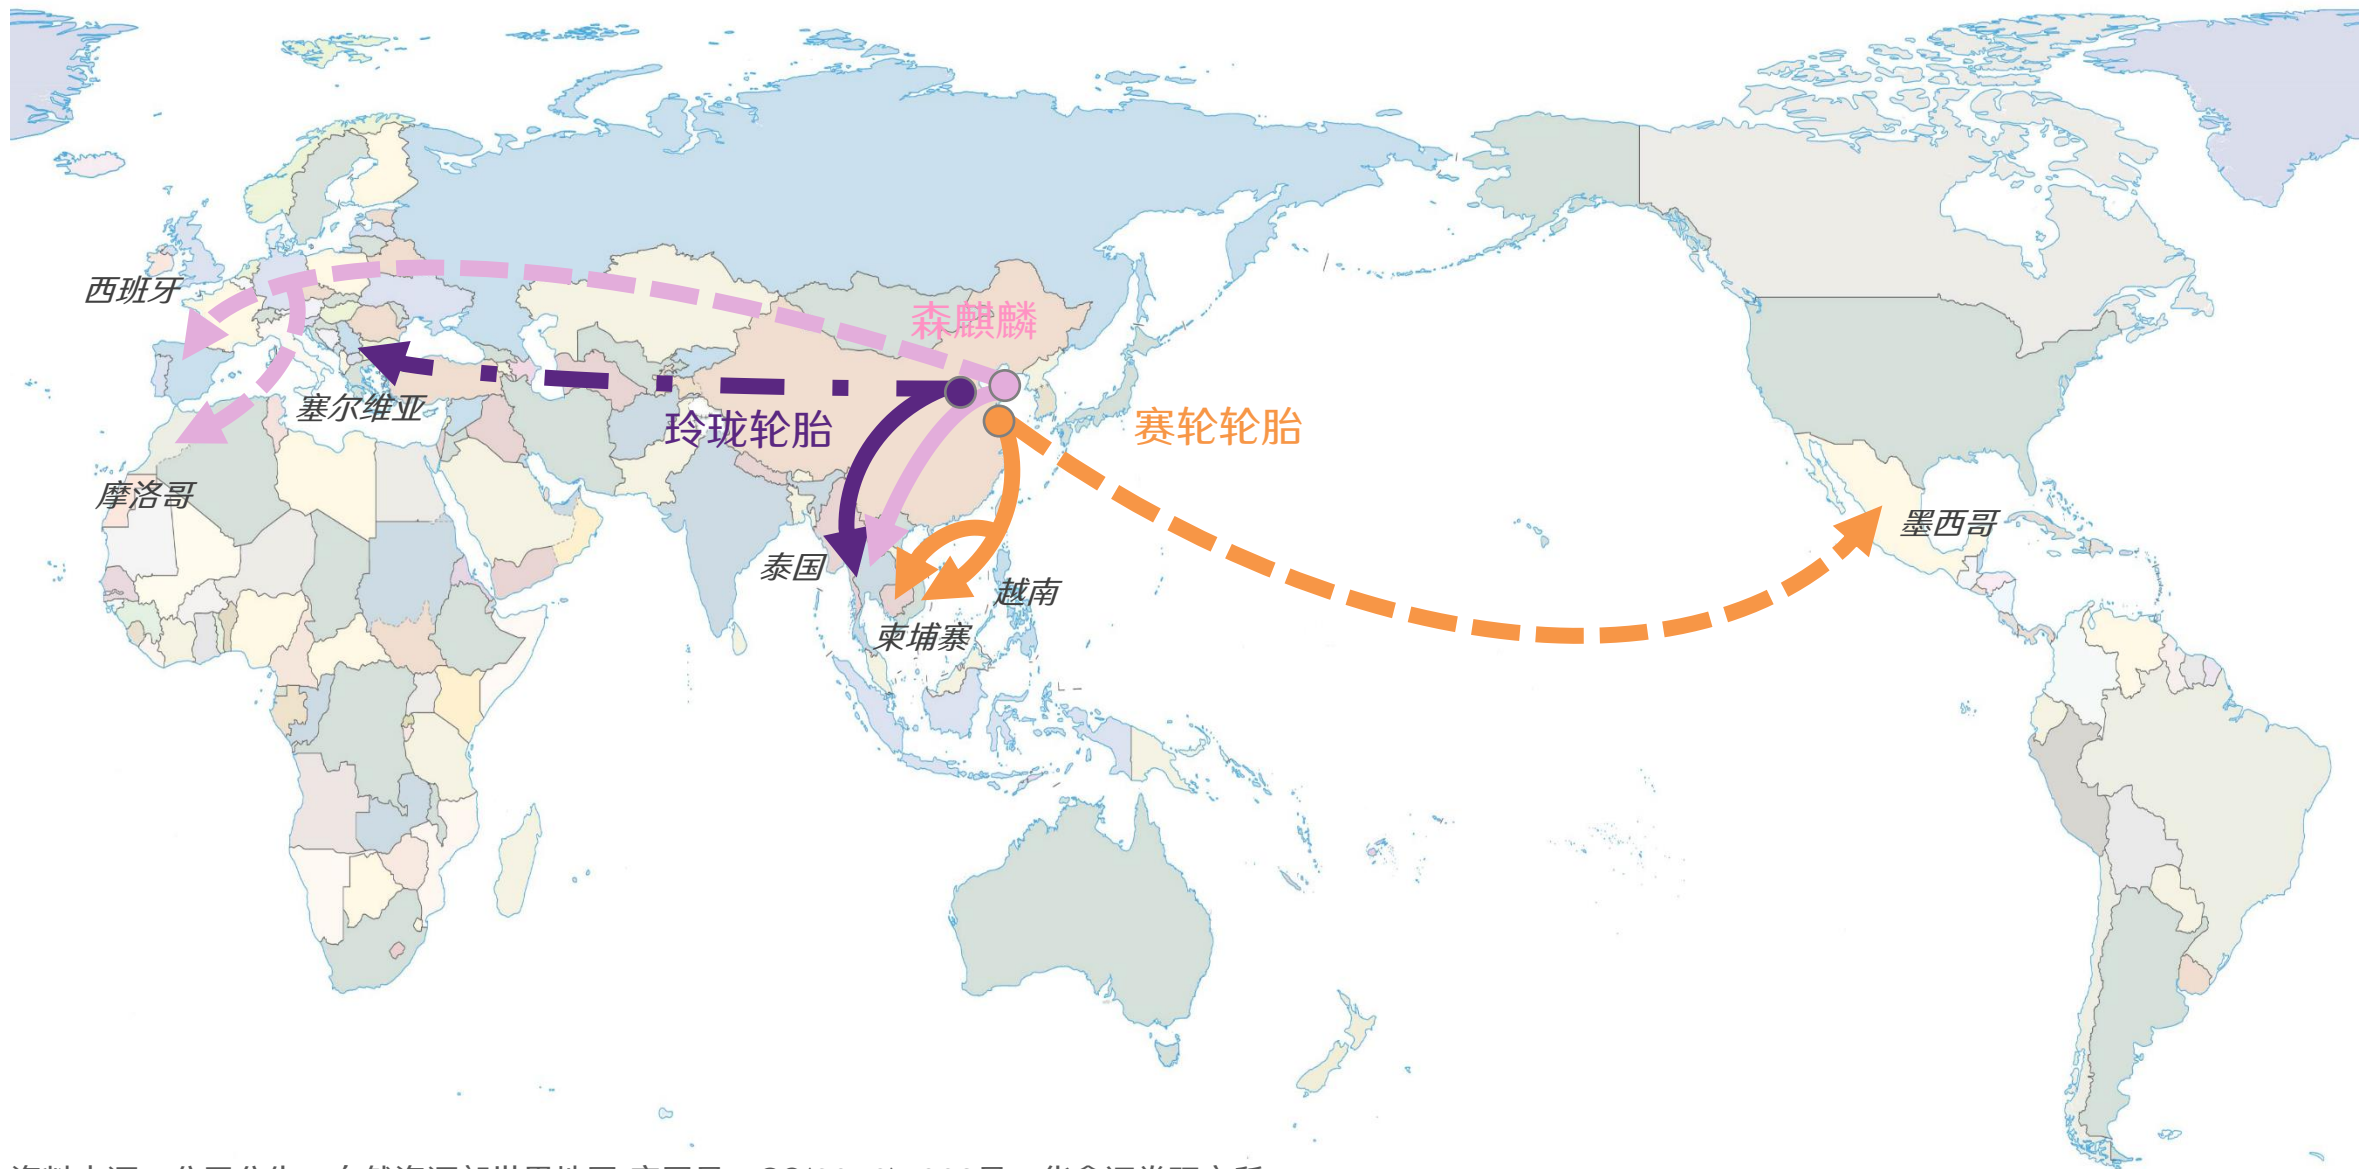 西班牙
森麒麟
塞尔维亚
玲珑轮胎
赛轮轮胎
摩洛哥
墨西哥
泰国
越南
柬埔寨